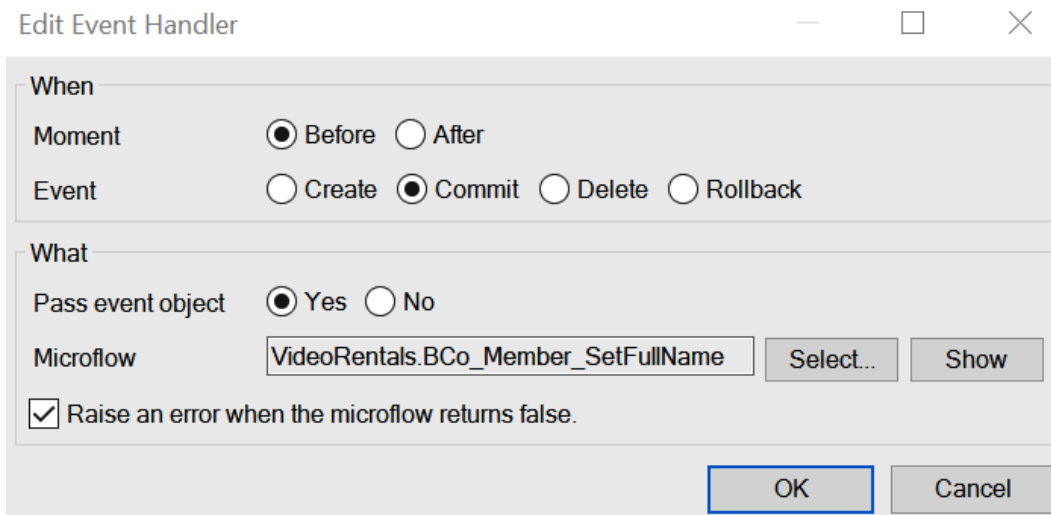 Edit Event Handler
When
Moment Before After
Event Create Commit Delete Rollback
What
Pass event object Yes No
Microflow VideoRentals.BCo_Member_SetFullName Select... Show
Raise an error when the microflow returns false.
OK Cancel